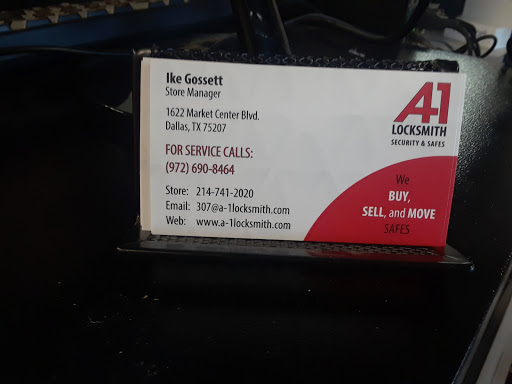 Ike Gossett
Store Manager
1622 Market Center Blvd.
Dallas, TX 75207
FOR SERVICE CALLS:
(972) 690-8464
Store: 214-741-2020
Email: 307@a-1locksmith.com
Web: www.a-1locksmith.com
A-1
LOCKSMITH
SECURITY & SAFES
We
BUY,
SELL, and MOVE
SAFES